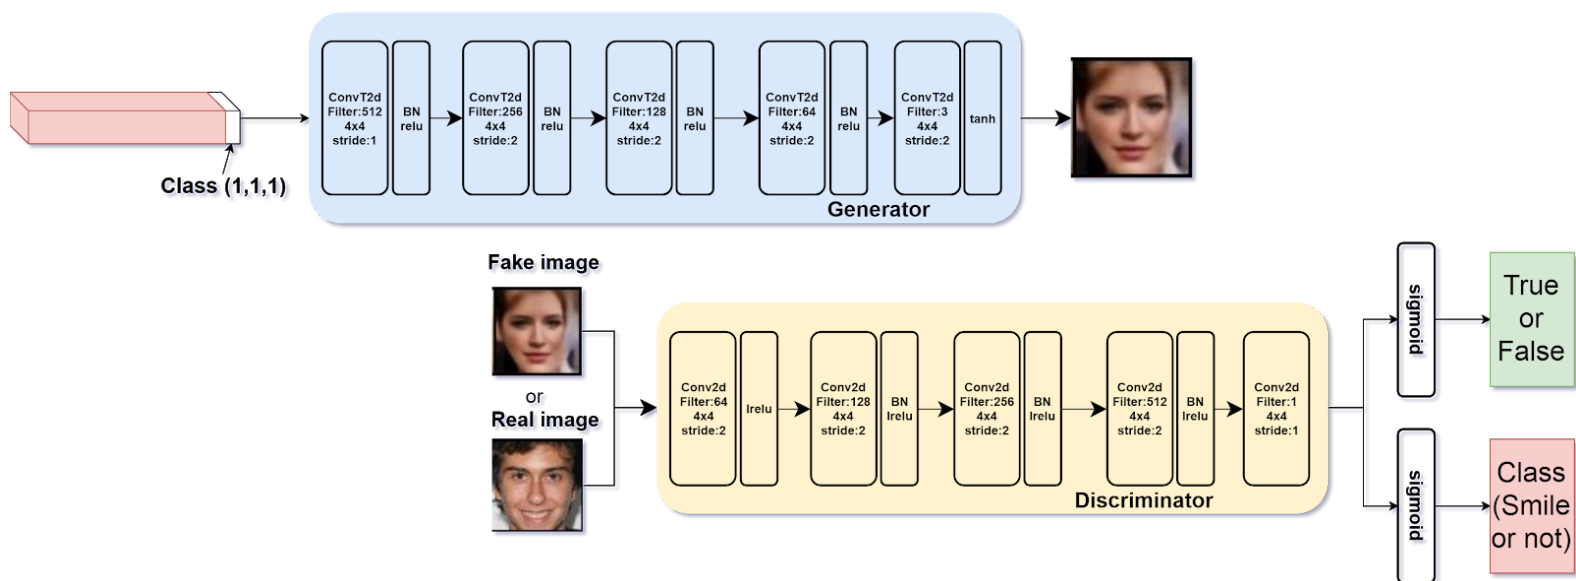 ConvT2d
Filter:512
4x4
stride:1
BN
relu
ConvT2d
Filter:256
4x4
stride:2
BN
relu
ConvT2d
Filter:128
4x4
stride:2
BN
relu
ConvT2d
Filter:64
4x4
stride:2
BN
relu
ConvT2d
Filter:3
4x4
stride:2
tanh
Class (1,1,1)
Generator
Fake image
or
Real image
Conv2d
Filter:64
4x4
stride:2
lrelu
Conv2d
Filter:128
4x4
stride:2
BN
lrelu
Conv2d
Filter:256
4x4
stride:2
BN
lrelu
Conv2d
Filter:512
4x4
stride:2
BN
lrelu
Conv2d
Filter:1
4x4
stride:1
Discriminator
sigmoid
True
or
False
sigmoid
Class
(Smile
or not)